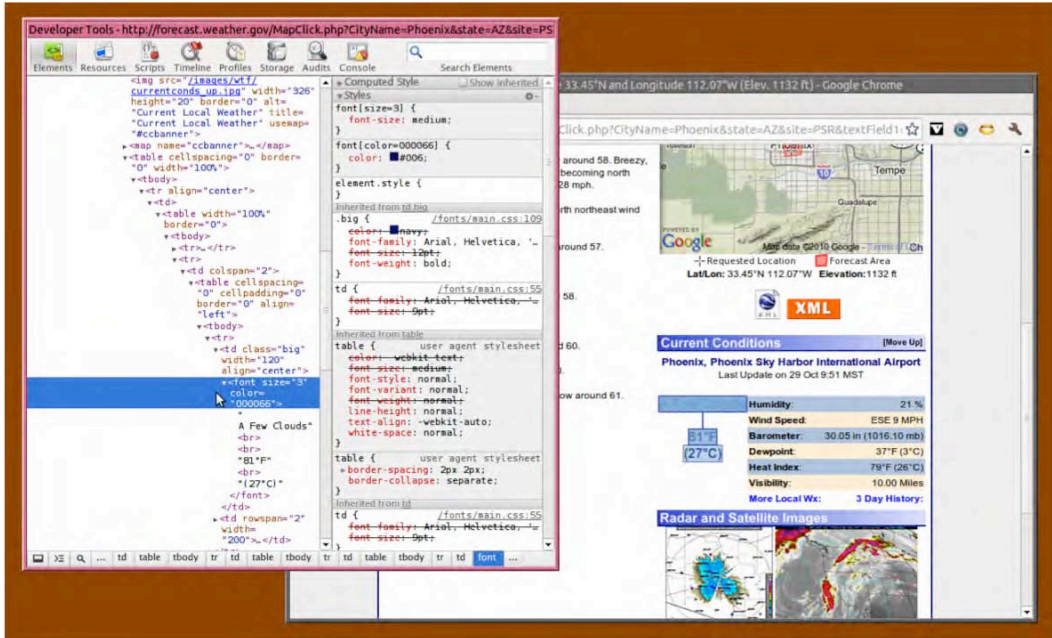 Developer Tools - http://forecast.weather.gov/MapClick.php?CityName=Phoenix&state=AZ&site=PS
Elements Resources Scripts Timeline Profiles Storage Audits Console Search Elements
<img src="/images/wtf/
currentconds_up.jpg" width="326"
height="20" border="0" alt=
"Current Local Weather" title=
"Current Local Weather" usemap=
"#ccbanner">
<map name="ccbanner">…</map>
<table cellspacing="0" border=
"0" width="100%">
<tbody>
<tr align="center">
<td>
<table width="100%"
border="0">
<tbody>
<tr>…</tr>
<tr>
<td colspan="2">
<table cellspacing=
"0" cellpadding="0"
border="0" align=
"left">
<tbody>
<tr>
<td class="big"
width="120"
align="center">
<font size="3"
color=
"000066">
"
A Few Clouds"
<br>
<br>
"81°F"
<br>
"(27°C)"
</font>
</td>
<td rowspan="2"
width=
"200">…</td>
Computed Style Show inherited
Styles
font[size=3] {
font-size: medium;
}
font[color=000066] {
color: #006;
}
element.style {
}
Inherited from td.big
.big { /fonts/main.css:109
color: navy;
font-family: Arial, Helvetica, '…
font-size: 12pt;
font-weight: bold;
}
td { /fonts/main.css:55
font-family: Arial, Helvetica, '…
font-size: 9pt;
}
Inherited from table
table { user agent stylesheet
color: -webkit-text;
font-size: medium;
font-style: normal;
font-variant: normal;
font-weight: normal;
line-height: normal;
text-align: -webkit-auto;
white-space: normal;
}
table { user agent stylesheet
border-spacing: 2px 2px;
border-collapse: separate;
}
Inherited from td
td { /fonts/main.css:55
font-family: Arial, Helvetica, '…
font-size: 9pt;
}
... td table tbody tr td table tbody tr td table tbody tr td font ...
33.45°N and Longitude 112.07°W (Elev. 1132 ft) - Google Chrome
Click.php?CityName=Phoenix&state=AZ&site=PSR&textField1
around 58. Breezy,
becoming north
28 mph.
rth northeast wind
around 57.
58.
d 60.
ow around 61.
10
Tempe
Guadalupe
POWERED BY
Google
Map data ©2010 Google - Terms of Ch
Requested Location Forecast Area
Lat/Lon: 33.45°N 112.07°W Elevation:1132 ft
XML
XML
Current Conditions [Move Up]
Phoenix, Phoenix Sky Harbor International Airport
Last Update on 29 Oct 9:51 MST
81°F
(27°C)
Humidity: 21 %
Wind Speed: ESE 9 MPH
Barometer: 30.05 in (1016.10 mb)
Dewpoint: 37°F (3°C)
Heat Index: 79°F (26°C)
Visibility: 10.00 Miles
More Local Wx: 3 Day History:
Radar and Satellite Images